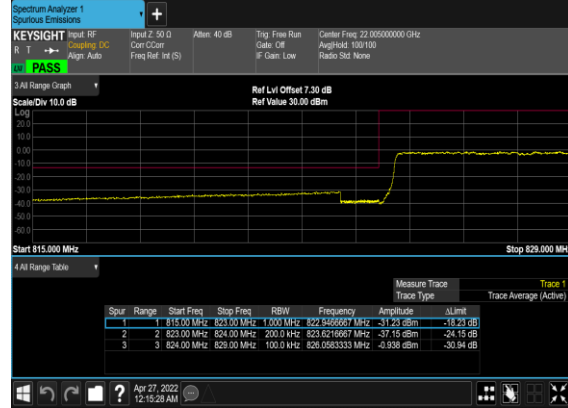 Spectrum Analyzer 1
Spurious Emissions
+
KEYSIGHT Input: RF Input Z: 50 Ω Atten: 40 dB Trig: Free Run Center Freq: 22.005000000 GHz
R T Coupling: DC Corr CCorr Gate: Off Avg|Hold: 100/100
Align: Auto Freq Ref: Int (S) IF Gain: Low Radio Std: None
PASS
3 All Range Graph
Ref Lvl Offset 7.30 dB
Scale/Div 10.0 dB Ref Value 30.00 dBm
Log
20.0
10.0
0.00
-10.0
-20.0
-30.0
-40.0
-50.0
-60.0
Start 815.000 MHz Stop 829.000 MH
4 All Range Table
Measure Trace Trace 1
Trace Type Trace Average (Active)
Spur Range Start Freq Stop Freq RBW Frequency Amplitude ΔLimit
1 1 815.00 MHz 823.00 MHz 1.000 MHz 822.9466667 MHz -31.23 dBm -18.23 dB
2 2 823.00 MHz 824.00 MHz 200.0 kHz 823.6216667 MHz -37.15 dBm -24.15 dB
3 3 824.00 MHz 829.00 MHz 100.0 kHz 826.0583333 MHz -0.938 dBm -30.94 dB
?
Apr 27, 2022
12:15:28 AM